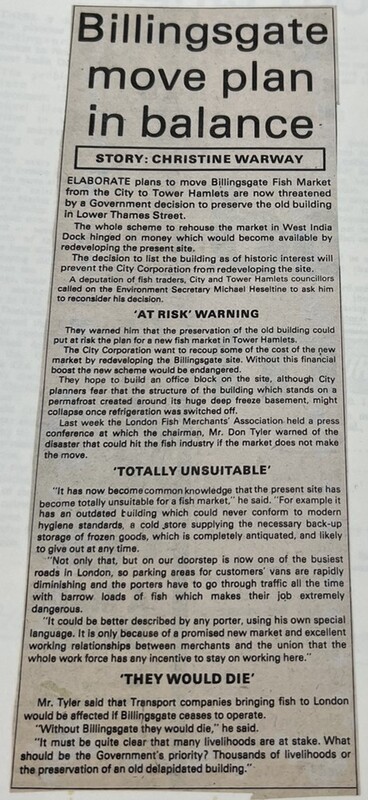 Billingsgate
move plan
in balance
STORY: CHRISTINE WARWAY
ELABORATE plans to move Billingsgate Fish Market
from the City to Tower Hamlets are now threatened
by a Government decision to preserve the old building
in Lower Thames Street.
The whole scheme to rehouse the market in West India
Dock hinged on money which would become available by
redeveloping the present site.
The decision to list the building as of historic interest will
prevent the City Corporation from redeveloping the site.
A deputation of fish traders, City and Tower Hamlets councillors
called on the Environment Secretary Michael Heseltine to ask him
to reconsider his decision.
'AT RISK' WARNING
They warned him that the preservation of the old building could
put at risk the plan for a new fish market in Tower Hamlets.
The City Corporation want to recoup some of the cost of the new
market by redeveloping the Billingsgate site. Without this financial
boost the new scheme would be endangered.
They hope to build an office block on the site, although City
planners fear that the structure of the building which stands on a
permafrost created around its huge deep freeze basement, might
collapse once refrigeration was switched off.
Last week the London Fish Merchants' Association held a press
conference at which the chairman, Mr. Don Tyler warned of the
disaster that could hit the fish industry if the market does not make
the move.
'TOTALLY UNSUITABLE'
"It has now become common knowledge that the present site has
become totally unsuitable for a fish market," he said. "For example it
has an outdated building which could never conform to modern
hygiene standards, a cold store supplying the necessary back-up
storage of frozen goods, which is completely antiquated, and likely
to give out at any time.
"Not only that, but on our doorstep is now one of the busiest
roads in London, so parking areas for customers' vans are rapidly
diminishing and the porters have to go through traffic all the time
with barrow loads of fish which makes their job extremely
dangerous.
"It could be better described by any porter, using his own special
language. It is only because of a promised new market and excellent
working relationships between merchants and the union that the
whole work force has any incentive to stay on working here."
'THEY WOULD DIE'
Mr. Tyler said that Transport companies bringing fish to London
would be affected if Billingsgate ceases to operate.
"Without Billingsgate they would die," he said.
"It must be quite clear that many livelihoods are at stake. What
should be the Government's priority? Thousands of livelihoods or
the preservation of an old delapidated building."